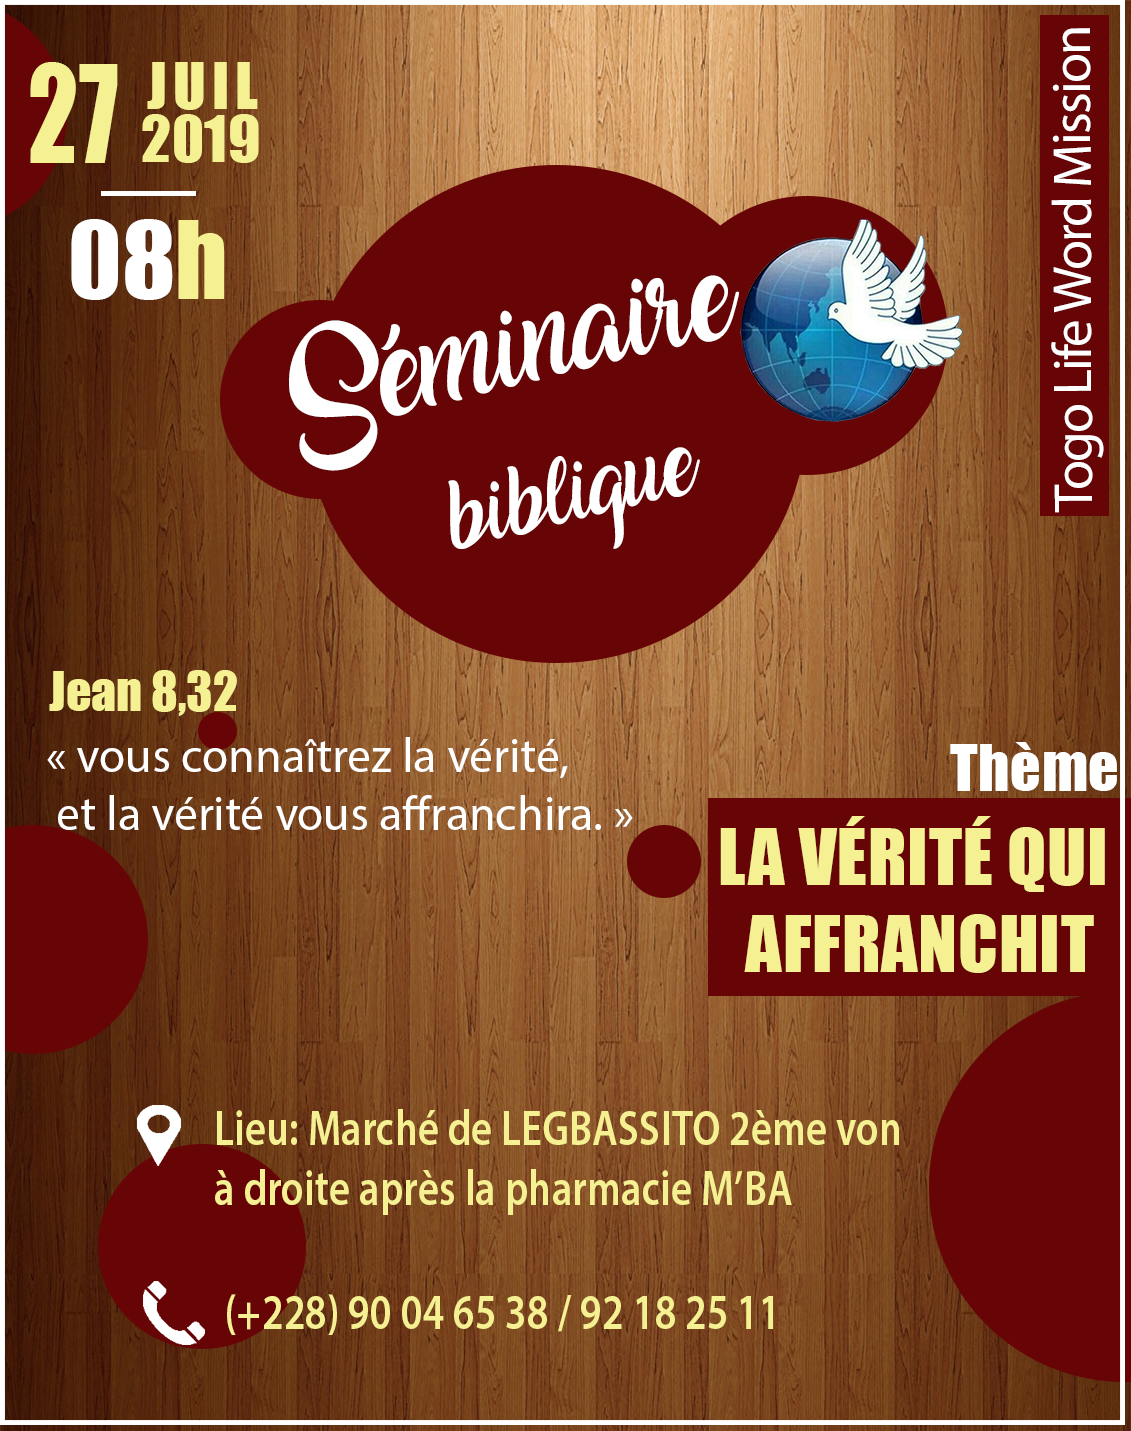 27 JUIL
2019
08h
Togo Life Word Mission
Séminaire
biblique
Jean 8,32
« vous connaîtrez la vérité,
et la vérité vous affranchira. »
Thème
LA VÉRITÉ QUI
AFFRANCHIT
Lieu: Marché de LEGBASSITO 2ème von
à droite après la pharmacie M’BA
(+228) 90 04 65 38 / 92 18 25 11